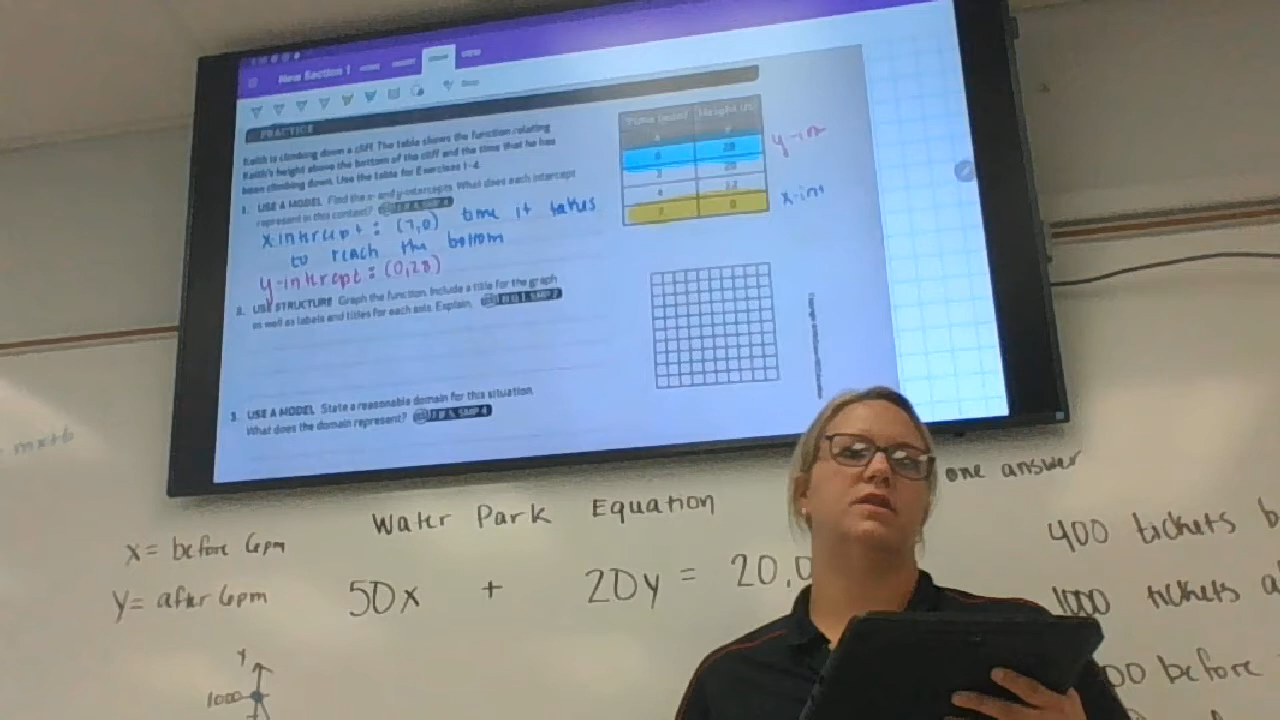 New Section 1
PRACTICE
Keith is climbing down a cliff. The table shows the function relating
Keith's height above the bottom of the cliff and the time that he has
been climbing down. Use the table for Exercises 1-4.
1. USE A MODEL Find the x- and y-intercepts. What does each intercept
represent in this context?
x-intercept : (7,0) time it takes
to reach the bottom
y-intercept : (0,28)
2. USE STRUCTURE Graph the function. Include a title for the graph
as well as labels and titles for each axis. Explain.
3. USE A MODEL State a reasonable domain for this situation.
What does the domain represent? SMP 4
Time (min) Height
0 28
20
4 12
7 0
y-in
x-int
mx+b
one answer
Water Park Equation
x = before 6pm
y = after 6pm
50x + 20y = 20,0
400 tickets b
1000 tickets a
00 before
y
1000